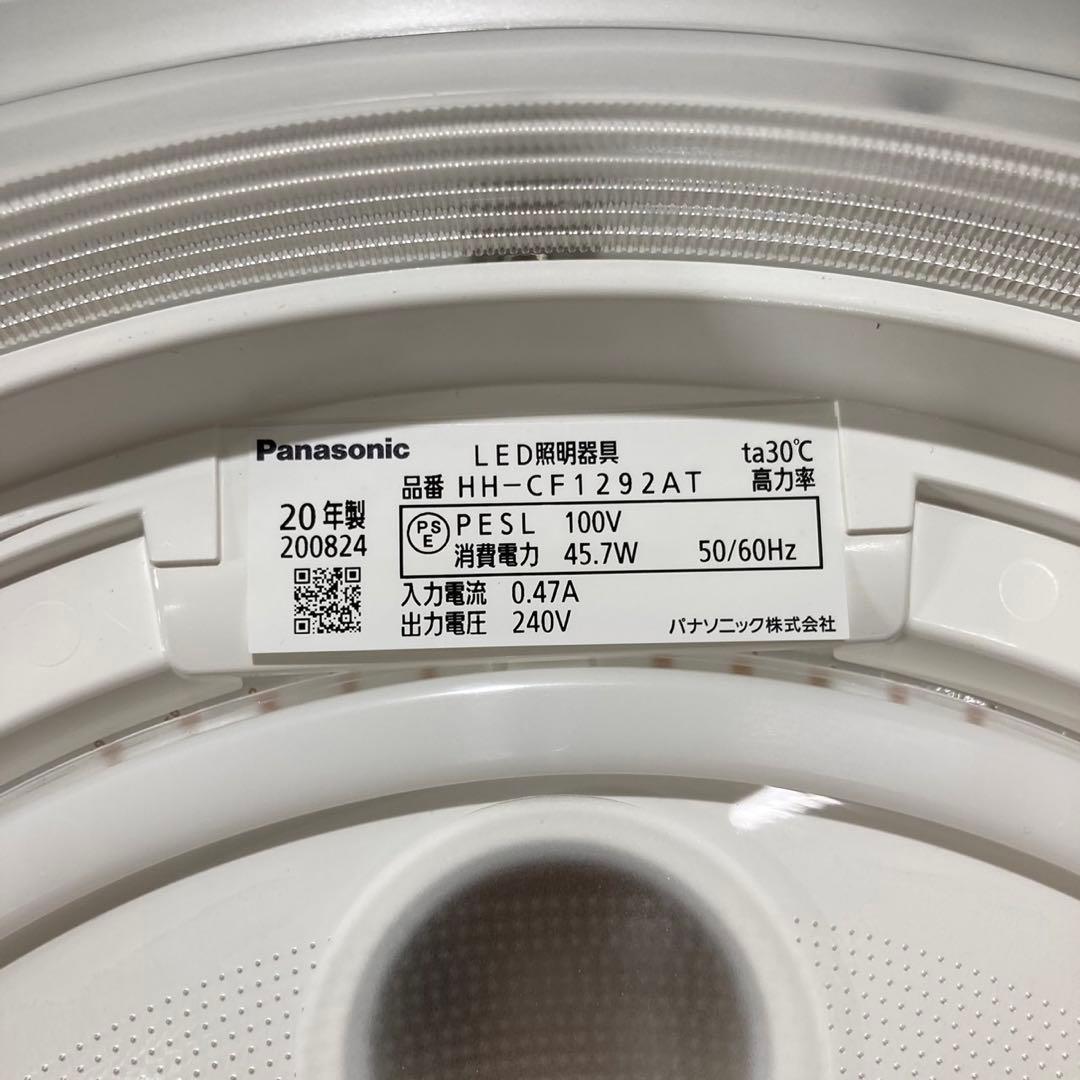 Panasonic LED照明器具 ta30℃
品番 HH-CF1292AT 高力率
20年製
200824
PSE PESL 100V
消費電力 45.7W 50/60Hz
入力電流 0.47A
出力電圧 240V
パナソニック株式会社